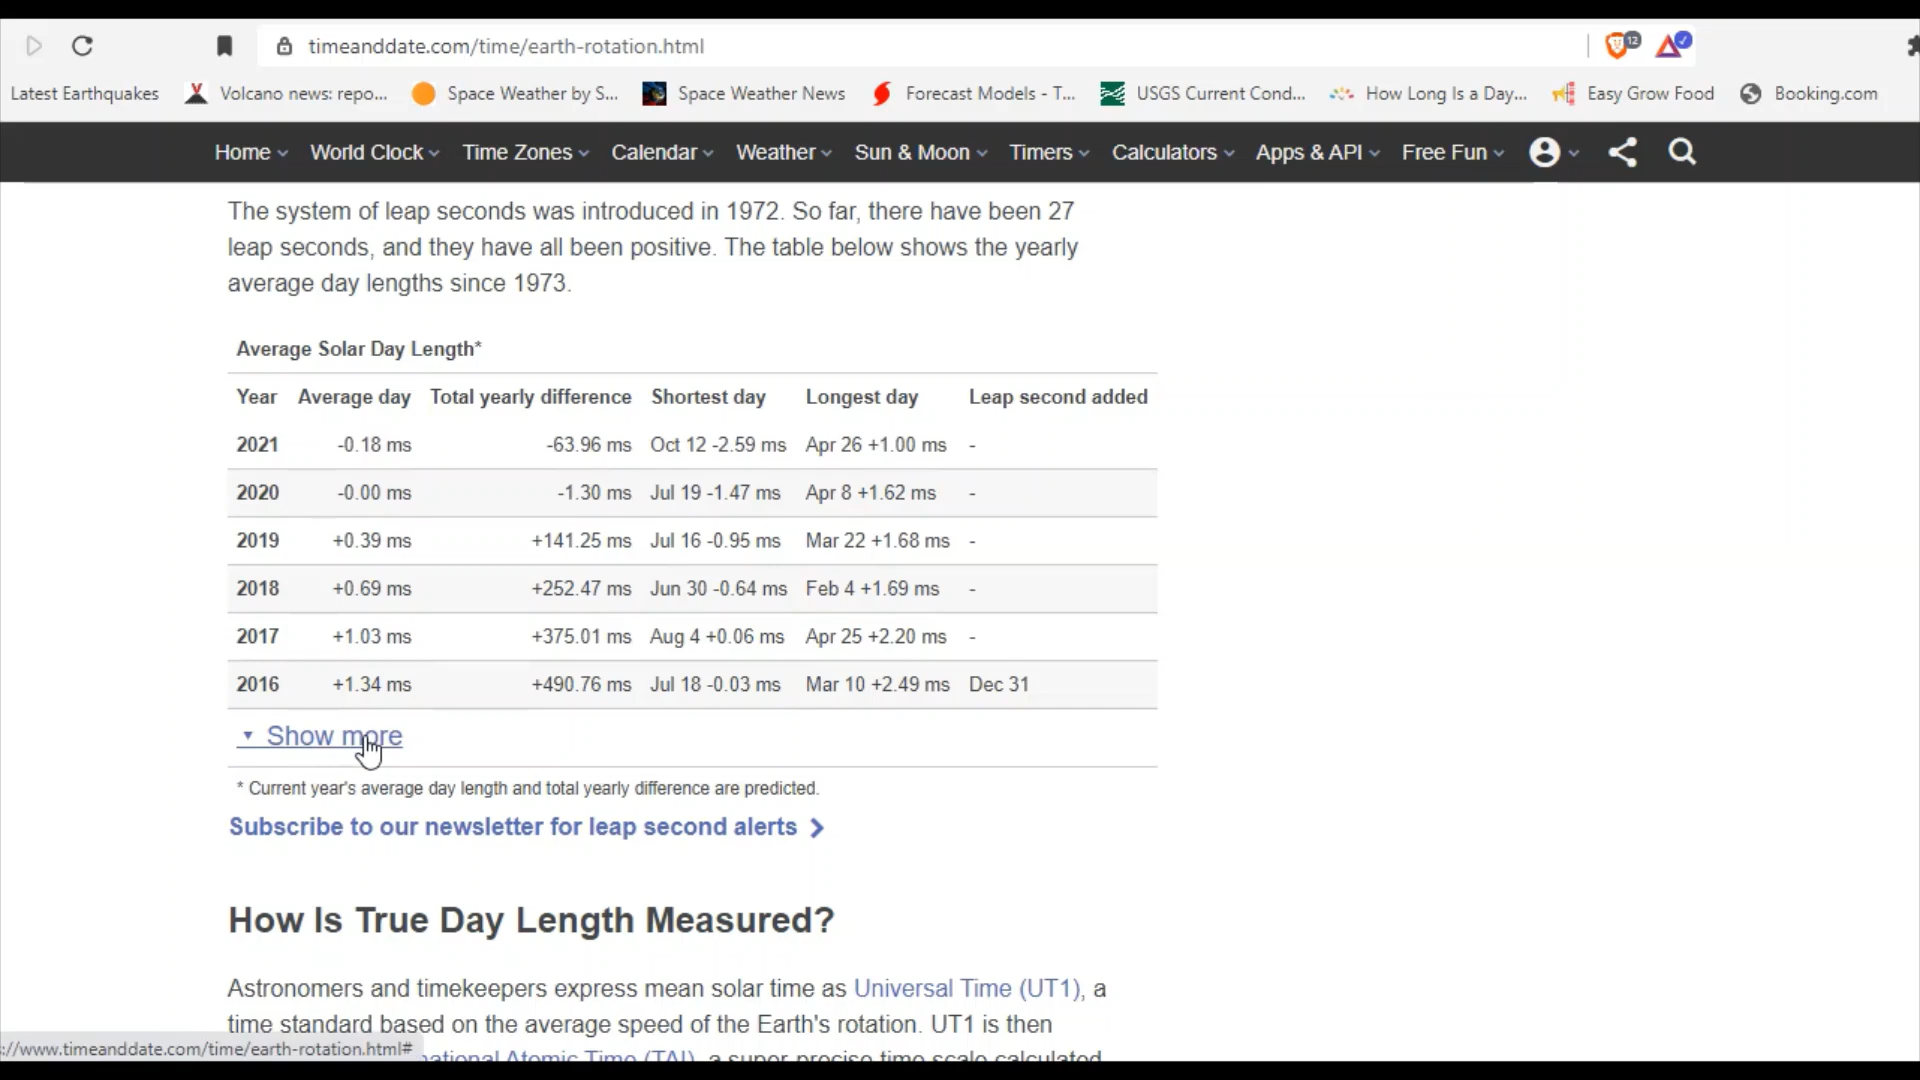 timeanddate.com/time/earth-rotation.html
12
Latest Earthquakes
Volcano news: repo...
Space Weather by S...
Space Weather News
Forecast Models - T...
USGS Current Cond...
How Long Is a Day...
Easy Grow Food
Booking.com
Home
World Clock
Time Zones
Calendar
Weather
Sun & Moon
Timers
Calculators
Apps & API
Free Fun
The system of leap seconds was introduced in 1972. So far, there have been 27
leap seconds, and they have all been positive. The table below shows the yearly
average day lengths since 1973.
Average Solar Day Length*
Year Average day Total yearly difference Shortest day Longest day Leap second added
2021 -0.18 ms -63.96 ms Oct 12 -2.59 ms Apr 26 +1.00 ms -
2020 -0.00 ms -1.30 ms Jul 19 -1.47 ms Apr 8 +1.62 ms -
2019 +0.39 ms +141.25 ms Jul 16 -0.95 ms Mar 22 +1.68 ms -
2018 +0.69 ms +252.47 ms Jun 30 -0.64 ms Feb 4 +1.69 ms -
2017 +1.03 ms +375.01 ms Aug 4 +0.06 ms Apr 25 +2.20 ms -
2016 +1.34 ms +490.76 ms Jul 18 -0.03 ms Mar 10 +2.49 ms Dec 31
Show more
* Current year's average day length and total yearly difference are predicted.
Subscribe to our newsletter for leap second alerts
How Is True Day Length Measured?
Astronomers and timekeepers express mean solar time as Universal Time (UT1), a
time standard based on the average speed of the Earth's rotation. UT1 is then
national Atomic Time (TAI), a super-precise time scale calculated
://www.timeanddate.com/time/earth-rotation.html#